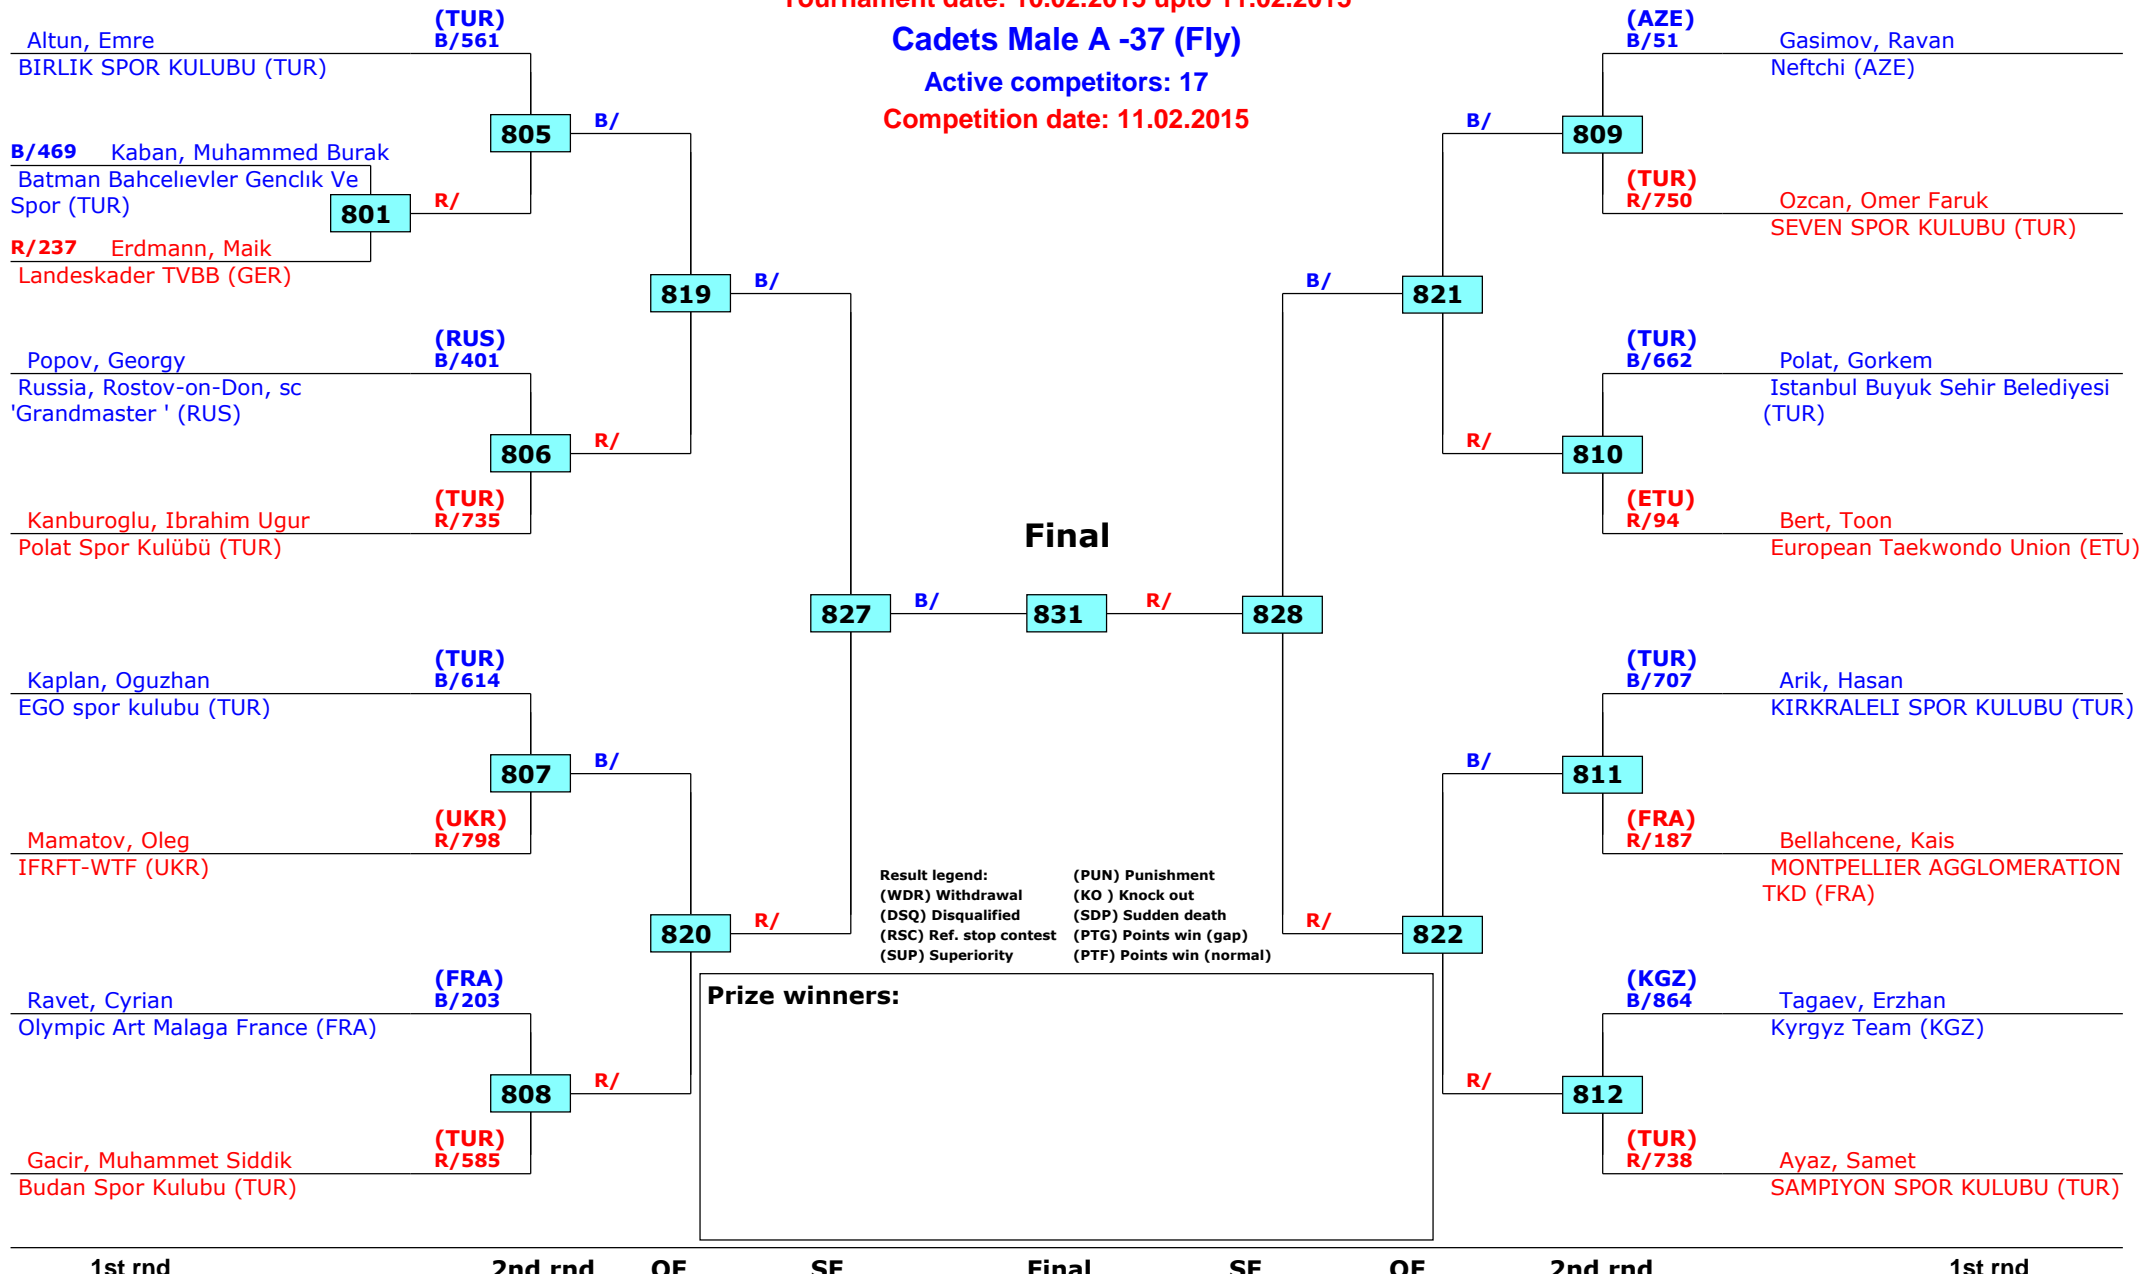 Tournament date: 10.02.2015 upto 11.02.2015
Cadets Male A -37 (Fly)
Active competitors: 17
Competition date: 11.02.2015
Altun, Emre
(TUR)
B/561
BIRLIK SPOR KULUBU (TUR)
805
B/
B/469 Kaban, Muhammed Burak
Batman Bahcelıevler Genclık Ve
Spor (TUR)
801
R/
R/237 Erdmann, Maik
Landeskader TVBB (GER)
819
B/
Popov, Georgy
(RUS)
B/401
Russia, Rostov-on-Don, sc
'Grandmaster ' (RUS)
806
R/
Kanburoglu, Ibrahim Ugur
(TUR)
R/735
Polat Spor Kulübü (TUR)
827
B/
Kaplan, Oguzhan
(TUR)
B/614
EGO spor kulubu (TUR)
807
B/
Mamatov, Oleg
(UKR)
R/798
IFRFT-WTF (UKR)
820
R/
Ravet, Cyrian
(FRA)
B/203
Olympic Art Malaga France (FRA)
808
R/
Gacir, Muhammet Siddik
(TUR)
R/585
Budan Spor Kulubu (TUR)
Final
831
R/
828
(AZE)
B/51
Gasimov, Ravan
Neftchi (AZE)
B/
809
(TUR)
R/750
Ozcan, Omer Faruk
SEVEN SPOR KULUBU (TUR)
B/
821
(TUR)
B/662
Polat, Gorkem
Istanbul Buyuk Sehir Belediyesi
(TUR)
R/
810
(ETU)
R/94
Bert, Toon
European Taekwondo Union (ETU)
(TUR)
B/707
Arik, Hasan
KIRKRALELI SPOR KULUBU (TUR)
B/
811
(FRA)
R/187
Bellahcene, Kais
MONTPELLIER AGGLOMERATION
TKD (FRA)
R/
822
(KGZ)
B/864
Tagaev, Erzhan
Kyrgyz Team (KGZ)
R/
812
(TUR)
R/738
Ayaz, Samet
SAMPIYON SPOR KULUBU (TUR)
Result legend: (PUN) Punishment
(WDR) Withdrawal (KO ) Knock out
(DSQ) Disqualified (SDP) Sudden death
(RSC) Ref. stop contest (PTG) Points win (gap)
(SUP) Superiority (PTF) Points win (normal)
Prize winners:
1st rnd 2nd rnd QF SF Final SF QF 2nd rnd 1st rnd